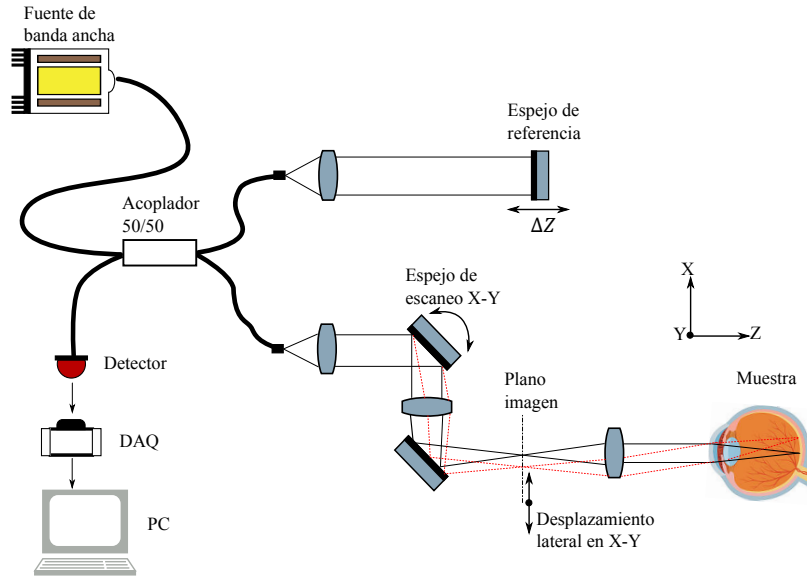 Fuente de
banda ancha
Espejo de
referencia
ΔZ
Acoplador
50/50
Espejo de
escaneo X-Y
X
Y
Z
Detector
Plano
imagen
Muestra
DAQ
PC
Desplazamiento
lateral en X-Y